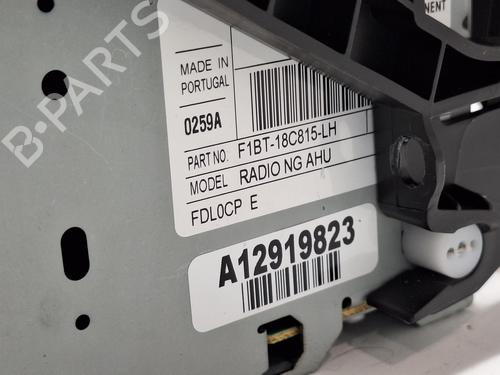 MADE IN
PORTUGAL
0259A
PART NO. F1BT-18C815-LH
MODEL RADIO NG AHU
FDL0CP E
A12919823
B-PARTS